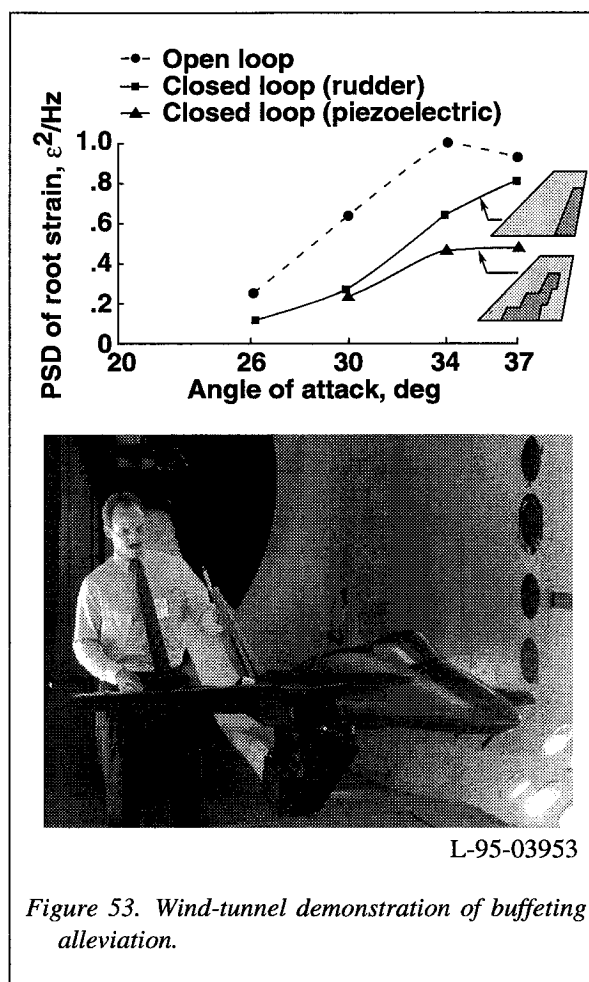 Open loop
Closed loop (rudder)
Closed loop (piezoelectric)
PSD of root strain, ε²/Hz
1.0
.8
.6
.4
.2
0
20
26
30
34
37
Angle of attack, deg
L-95-03953
Figure 53. Wind-tunnel demonstration of buffeting
alleviation.